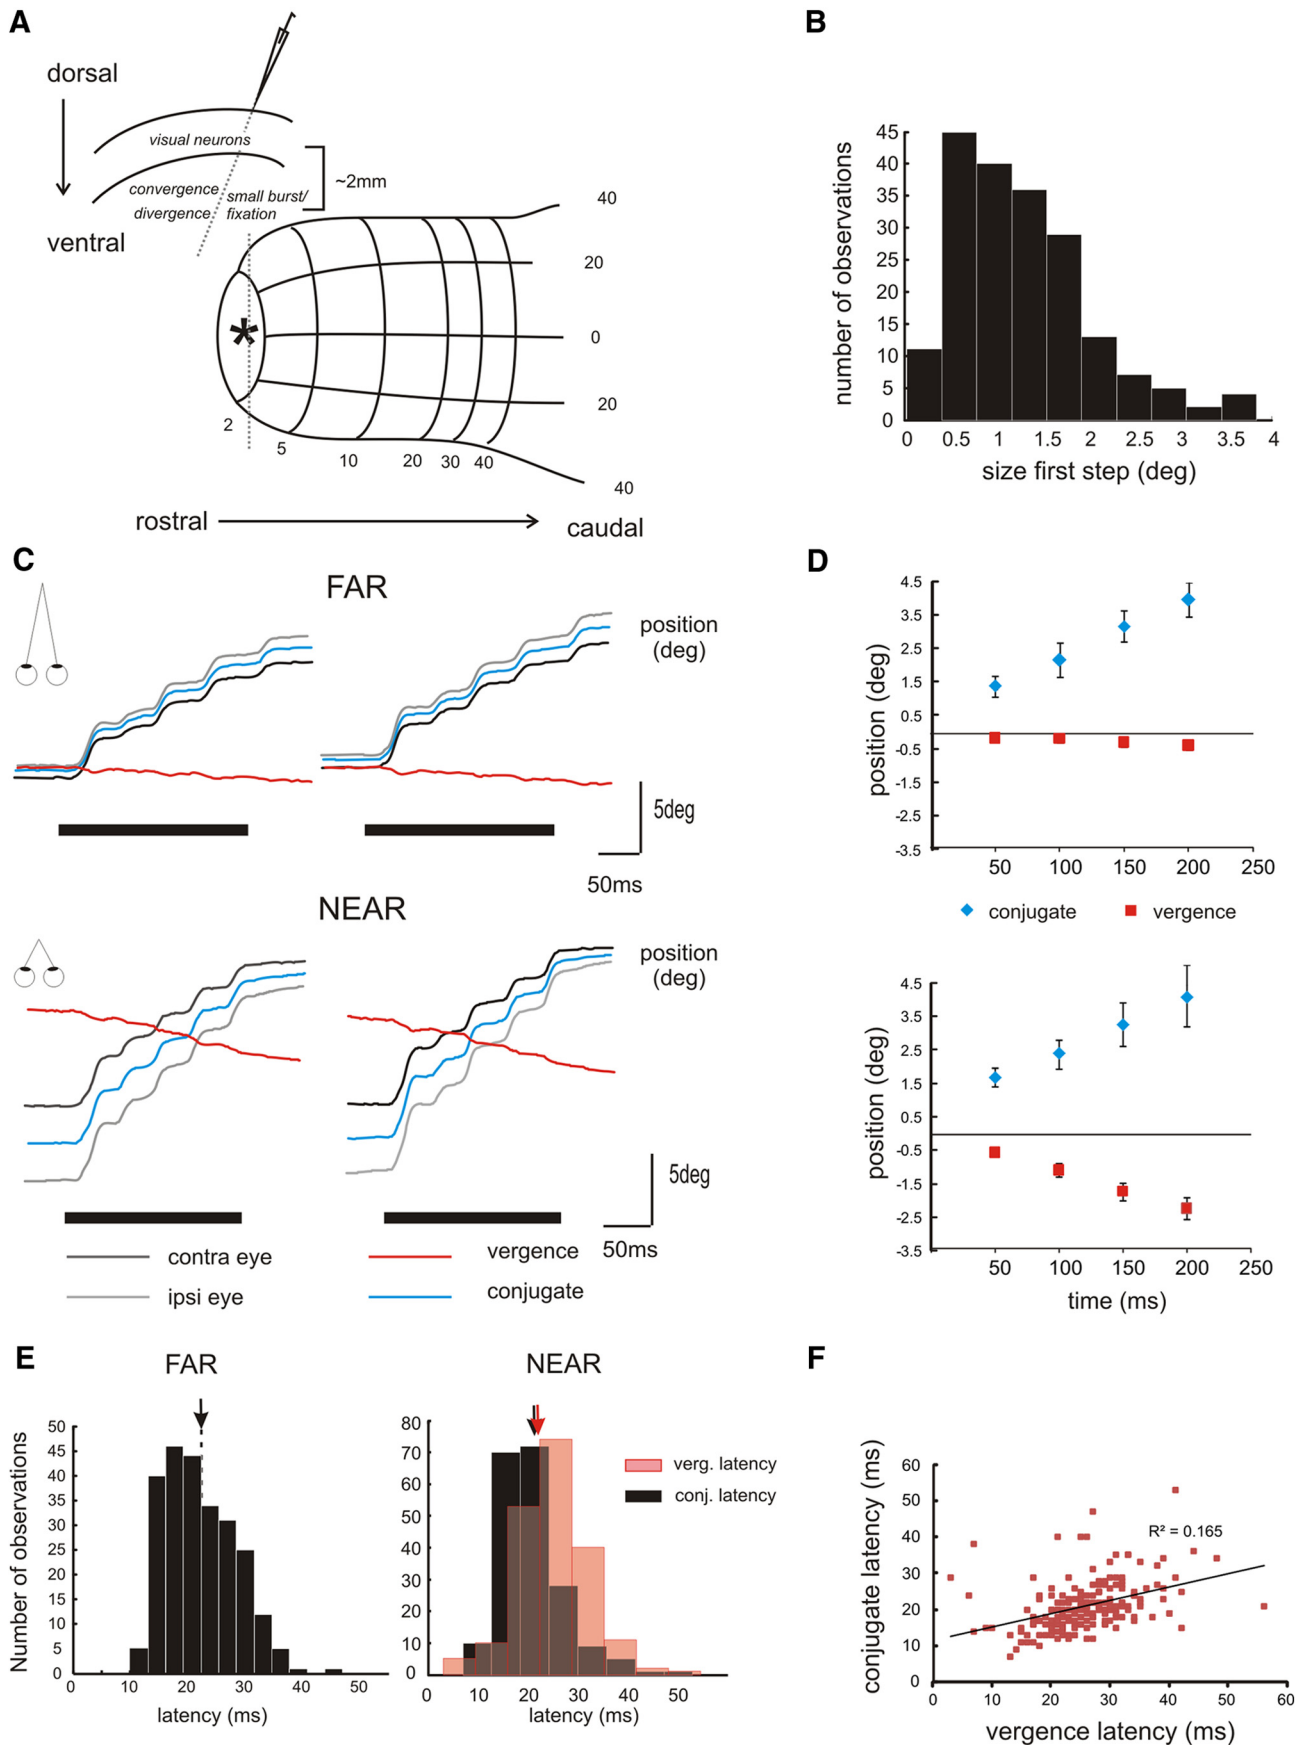 A
dorsal
visual neurons
convergence
divergence
small burst/
fixation
~2mm
ventral
40
20
0
20
40
2
5
10
20
30
40
rostral
caudal
B
number of observations
45
40
35
30
25
20
15
10
5
0
0 0.5 1 1.5 2 2.5 3 3.5 4
size first step (deg)
C
FAR
position
(deg)
5deg
50ms
NEAR
position
(deg)
5deg
50ms
contra eye
ipsi eye
vergence
conjugate
D
position (deg)
4.5
3.5
2.5
1.5
0.5
-0.5
-1.5
-2.5
-3.5
50 100 150 200 250
conjugate
vergence
position (deg)
4.5
3.5
2.5
1.5
0.5
-0.5
-1.5
-2.5
-3.5
50 100 150 200 250
time (ms)
E
FAR
Number of observations
50
45
40
35
30
25
20
15
10
5
0
0 10 20 30 40 50
latency (ms)
NEAR
80
70
60
50
40
30
20
10
0
0 10 20 30 40 50
latency (ms)
verg. latency
conj. latency
F
conjugate latency (ms)
60
50
40
30
20
10
0
R² = 0.165
0 10 20 30 40 50 60
vergence latency (ms)